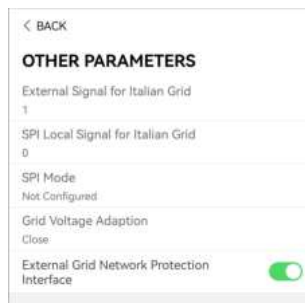 < BACK
OTHER PARAMETERS
External Signal for Italian Grid
1
SPI Local Signal for Italian Grid
0
SPI Mode
Not Configured
Grid Voltage Adaption
Close
External Grid Network Protection
Interface